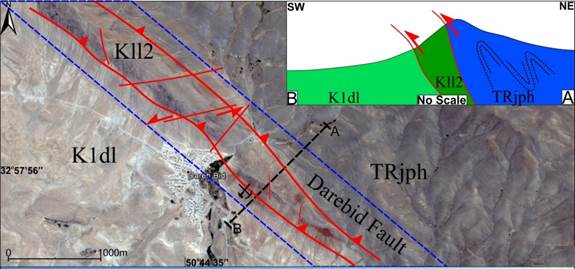 SW
NE
Kll2
K1dl
Kll2
TRjph
B
No Scale
A
K1dl
TRjph
A
B
Darebid Fault
32°57'56"
0 1000m
50°44'35"